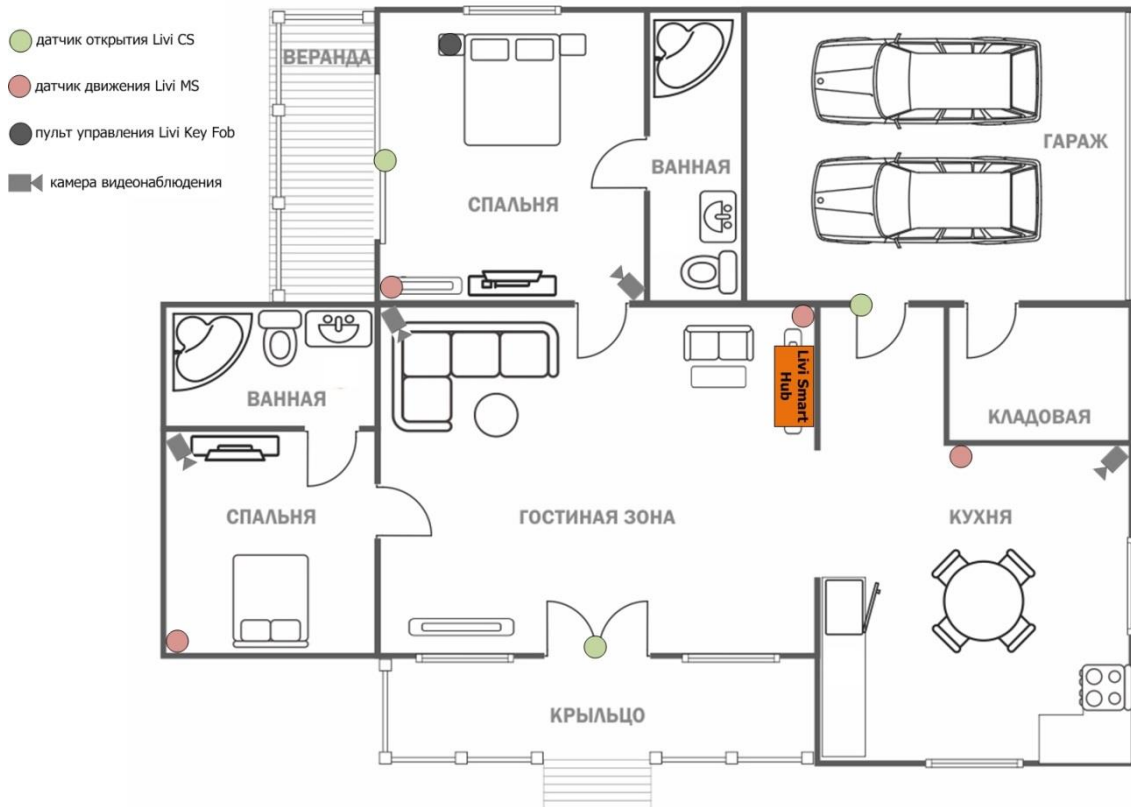 датчик открытия Livi CS
датчик движения Livi MS
пульт управления Livi Key Fob
камера видеонаблюдения
ВЕРАНДА
СПАЛЬНЯ
ВАННАЯ
ГАРАЖ
ВАННАЯ
Livi Smart
Hub
КЛАДОВАЯ
СПАЛЬНЯ
ГОСТИНАЯ ЗОНА
КУХНЯ
КРЫЛЬЦО